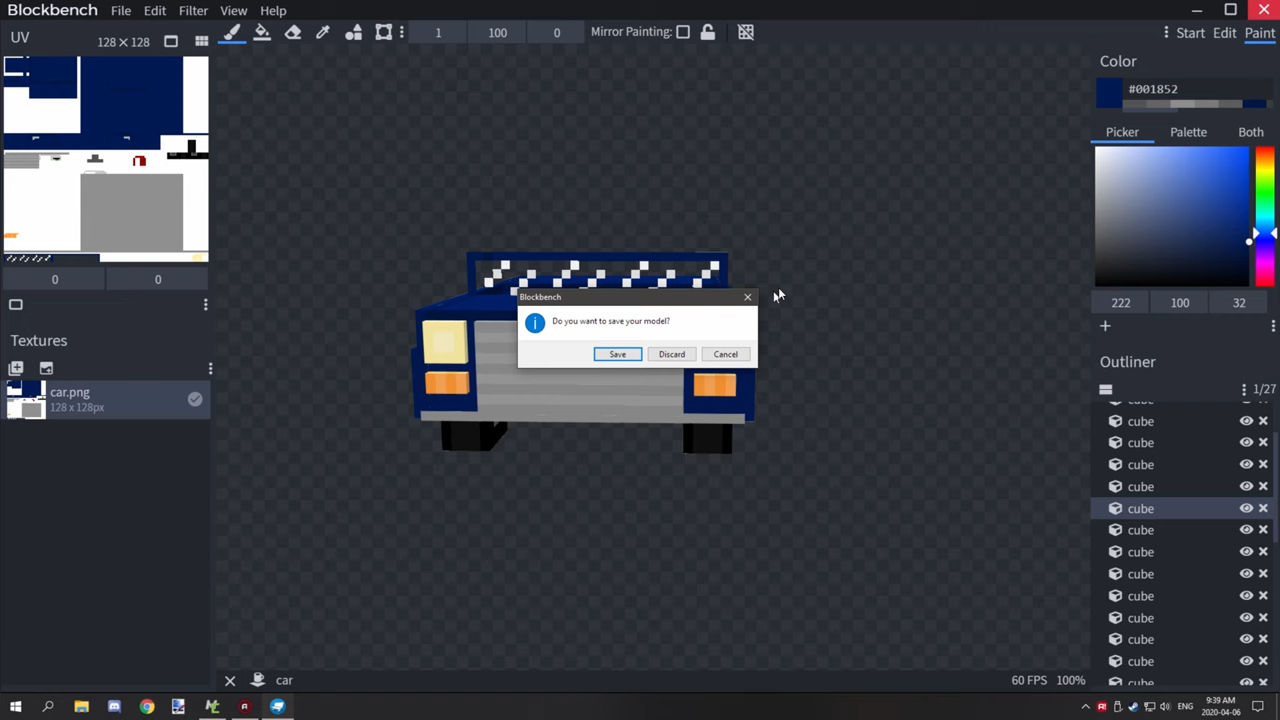 Blockbench File Edit Filter View Help
UV 128 × 128
1 100 0 Mirror Painting:
Start Edit Paint
Color
#001852
Picker Palette Both
222 100 32
0 0
Textures
car.png
128 x 128px
Blockbench
Do you want to save your model?
Save Discard Cancel
Outliner
1/27
cube
cube
cube
cube
cube
cube
cube
cube
cube
cube
cube
cube
cube
cube
car
60 FPS 100%
ENG
9:39 AM
2020-04-06